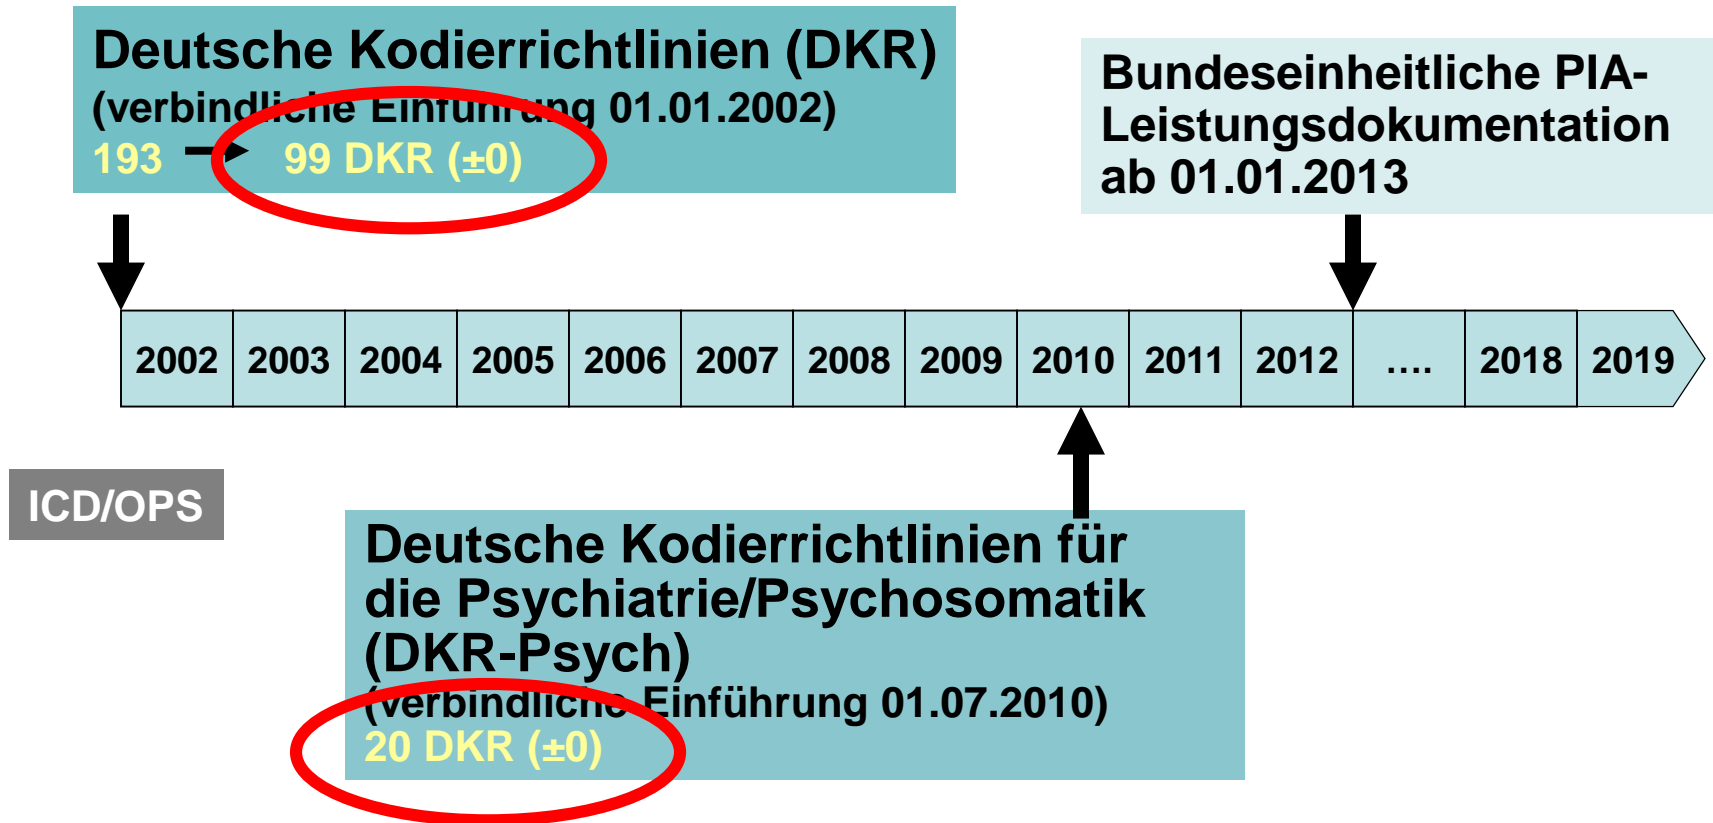 Deutsche Kodierrichtlinien (DKR)
(verbindliche Einführung 01.01.2002)
193 99 DKR (±0)
Bundeseinheitliche PIA-
Leistungsdokumentation
ab 01.01.2013
2002 2003 2004 2005 2006 2007 2008 2009 2010 2011 2012 .... 2018 2019
ICD/OPS
Deutsche Kodierrichtlinien für
die Psychiatrie/Psychosomatik
(DKR-Psych)
(verbindliche Einführung 01.07.2010)
20 DKR (±0)